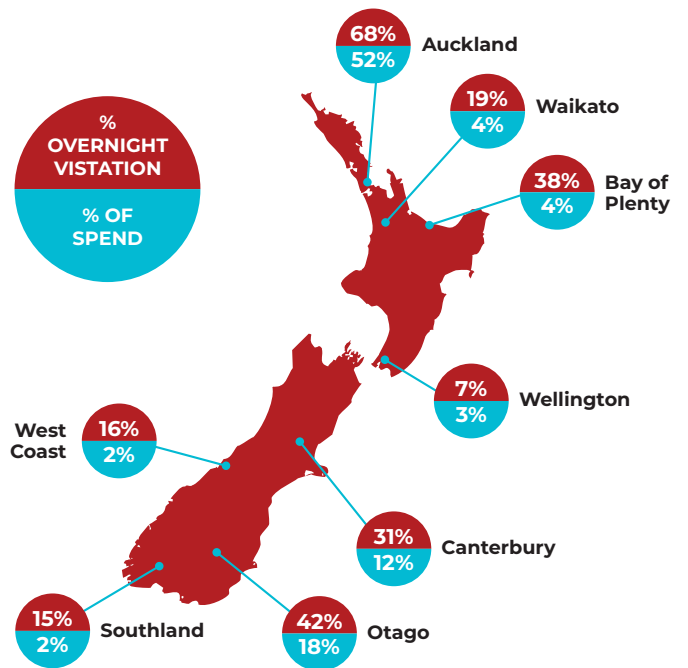 68%
52%
Auckland
19%
4%
Waikato
%
OVERNIGHT
VISTATION
% OF
SPEND
38%
4%
Bay of
Plenty
7%
3%
Wellington
West
Coast
16%
2%
31%
12%
Canterbury
15%
2%
Southland
42%
18%
Otago